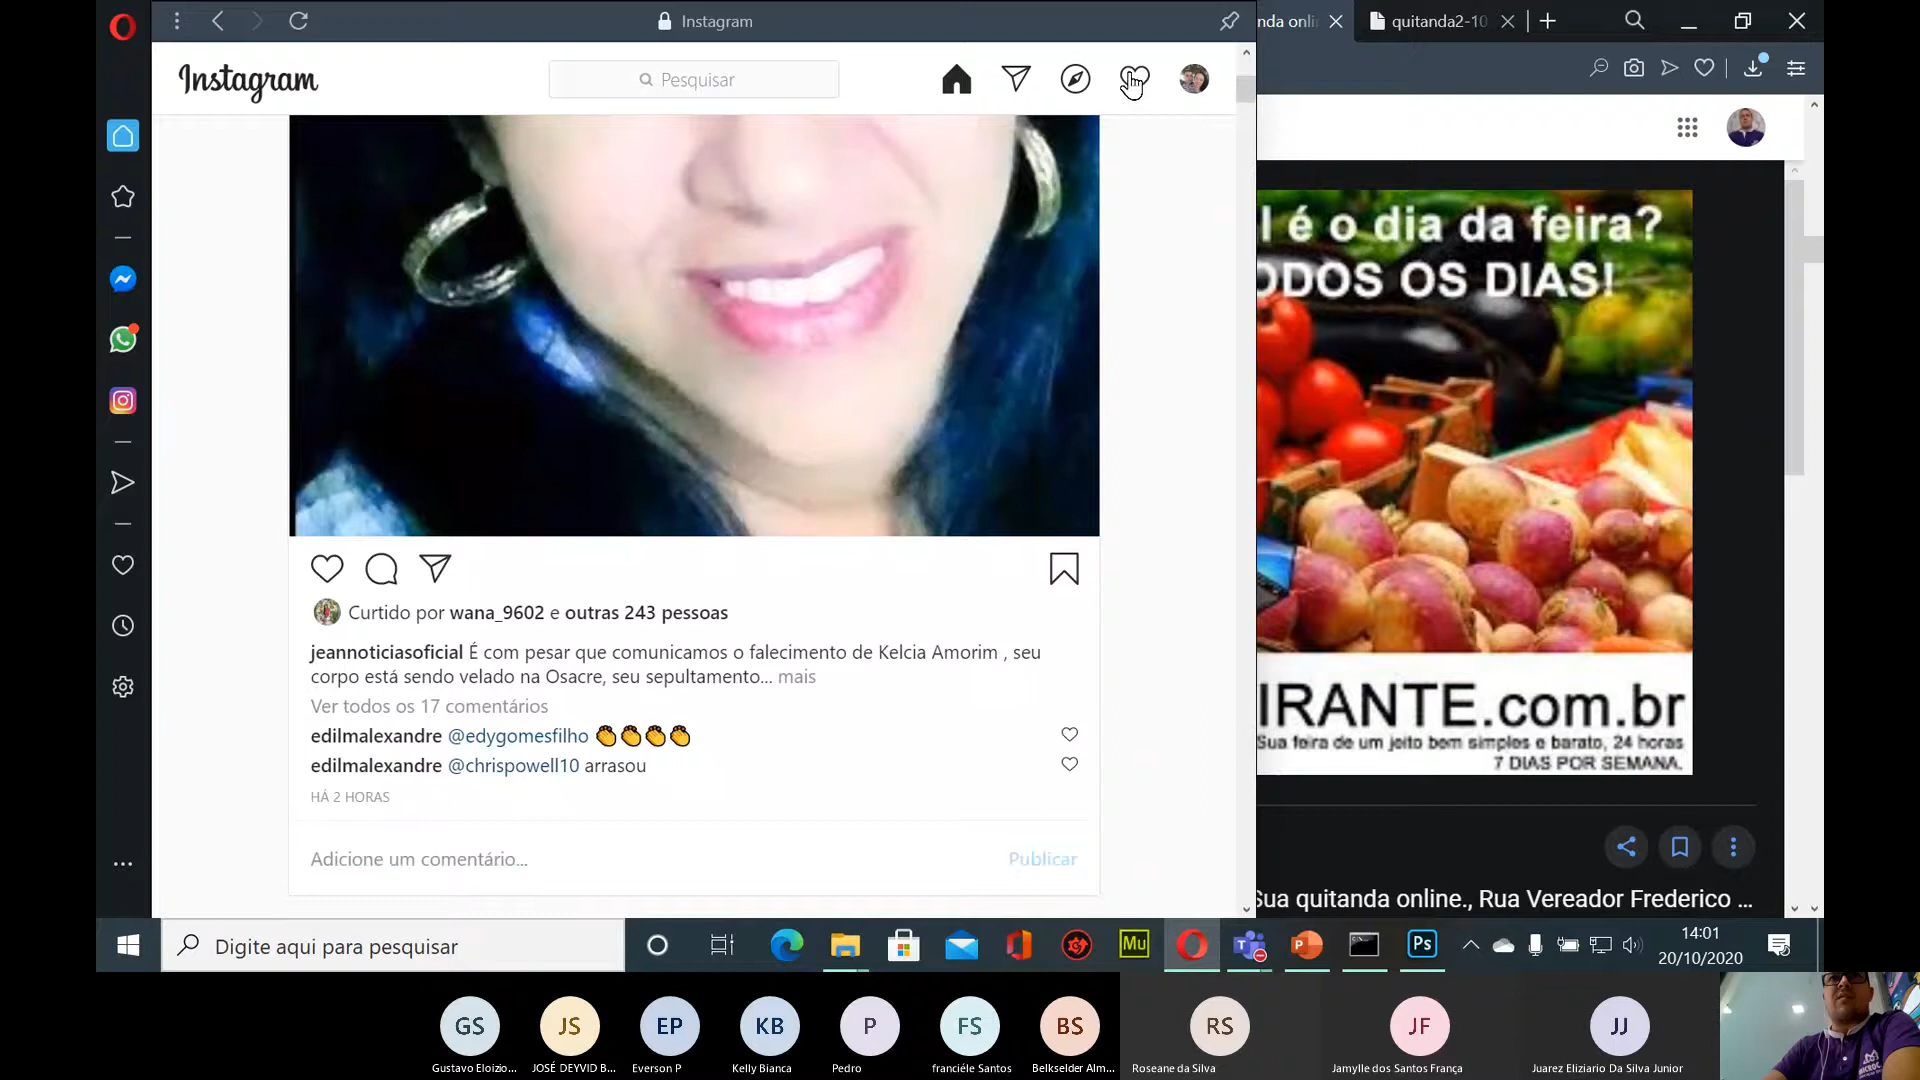 Instagram
nda onli
quitanda2-10
Instagram
Pesquisar
l é o dia da feira?
ODOS OS DIAS!
IRANTE.com.br
Sua feira de um jeito bem simples e barato, 24 horas
7 DIAS POR SEMANA.
Curtido por wana_9602 e outras 243 pessoas
jeannoticiasoficial É com pesar que comunicamos o falecimento de Kelcia Amorim , seu
corpo está sendo velado na Osacre, seu sepultamento... mais
Ver todos os 17 comentários
edilmalexandre @edygomesfilho 👏👏👏👏
edilmalexandre @chrispowell10 arrasou
HÁ 2 HORAS
Adicione um comentário...
Publicar
Sua quitanda online., Rua Vereador Frederico ...
Digite aqui para pesquisar
Mu
Ps
14:01
20/10/2020
GS
JS
EP
KB
P
FS
BS
RS
JF
JJ
Gustavo Eloizio...
JOSÉ DEYVID B...
Everson P
Kelly Bianca
Pedro
franciéle Santos
Belkselder Alm...
Roseane da Silva
Jamylle dos Santos França
Juarez Eliziario Da Silva Junior